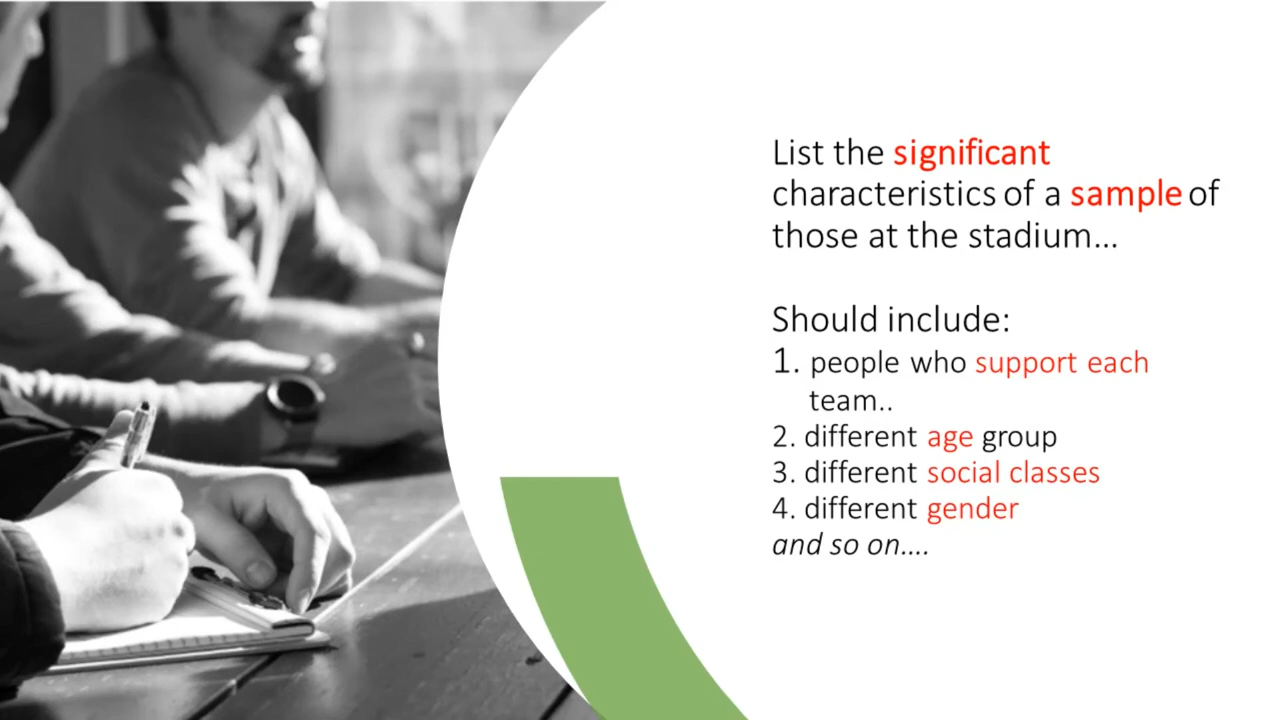 List the significant
characteristics of a sample of
those at the stadium...
Should include:
1. people who support each
team..
2. different age group
3. different social classes
4. different gender
and so on....